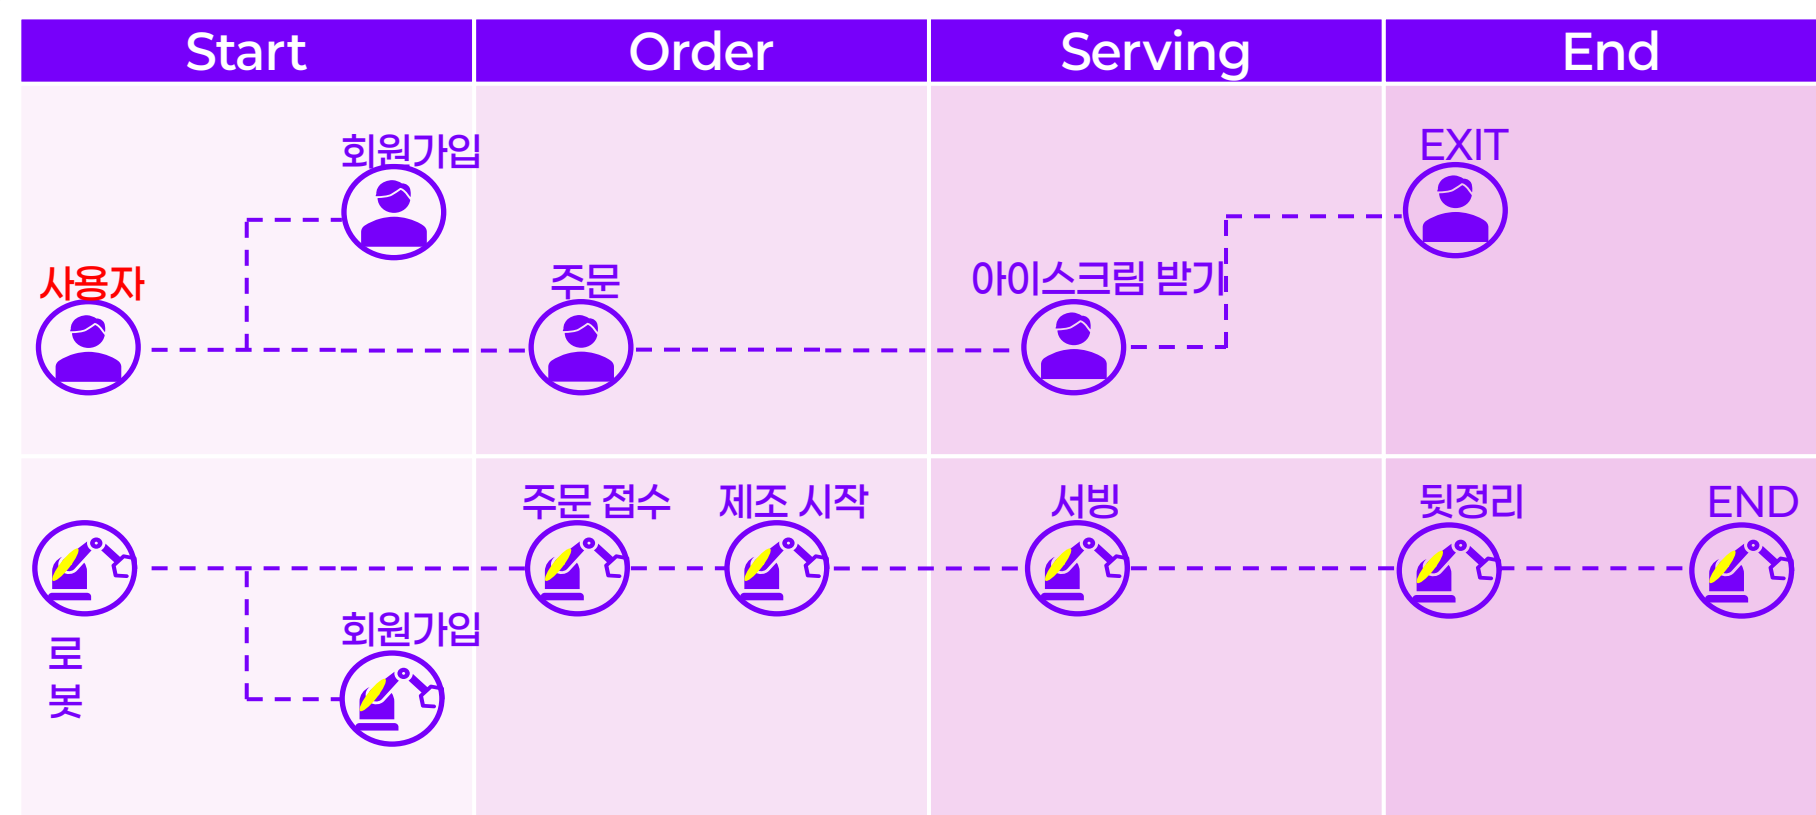 Start
Order
Serving
End
회원가입
EXIT
사용자
주문
아이스크림 받기
주문 접수
제조 시작
서빙
뒷정리
END
로
봇
회원가입